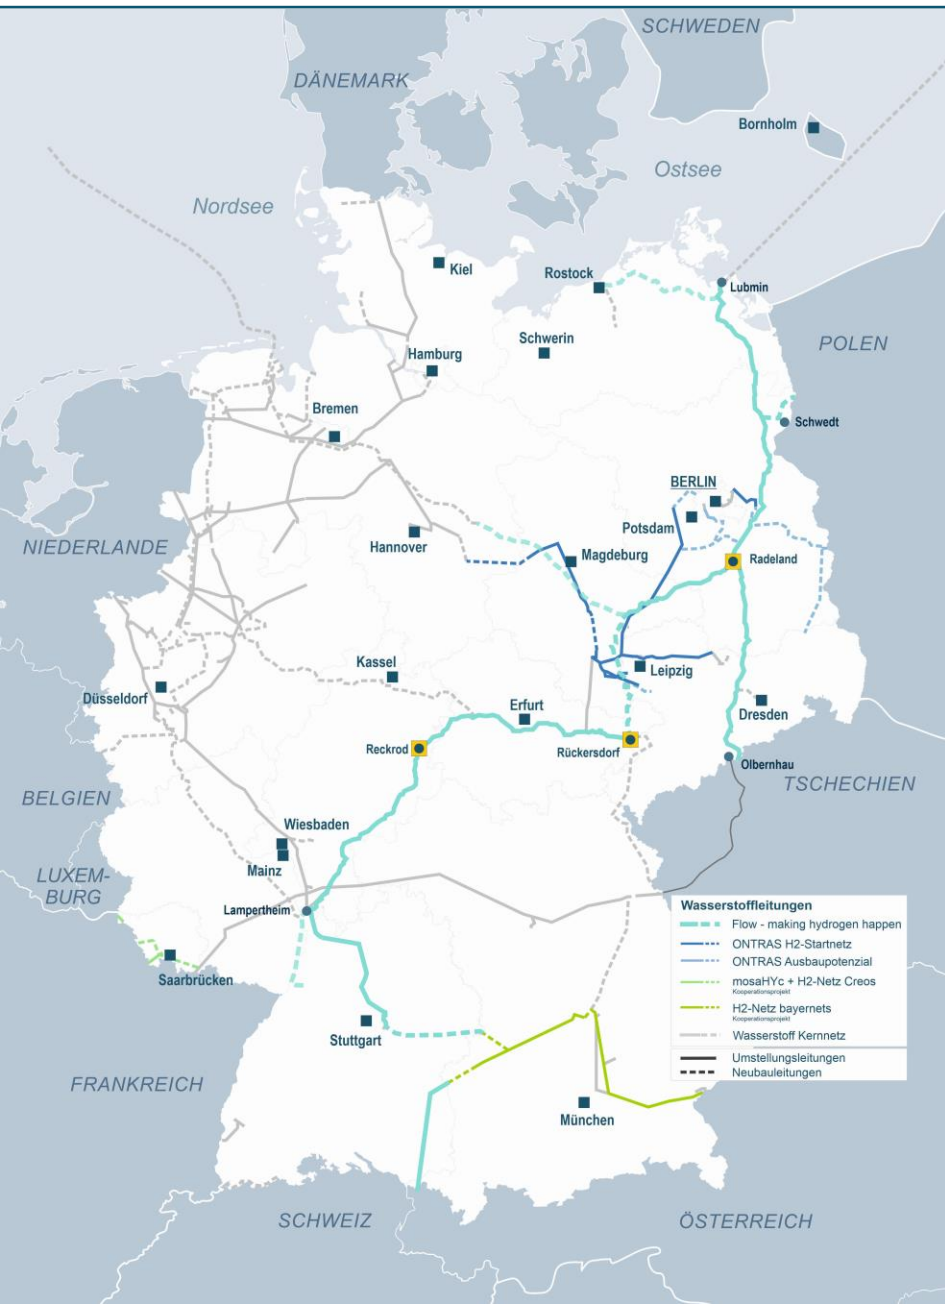 SCHWEDEN
DÄNEMARK
Bornholm
Ostsee
Nordsee
Kiel
Rostock
Lubmin
Schwerin
POLEN
Hamburg
Bremen
Schwedt
BERLIN
Potsdam
NIEDERLANDE
Hannover
Magdeburg
Radeland
Kassel
Leipzig
Düsseldorf
Erfurt
Dresden
Reckrod
Rückersdorf
Olbernhau
TSCHECHIEN
BELGIEN
Wiesbaden
Mainz
LUXEM-
BURG
Lampertheim
Wasserstoffleitungen
Flow - making hydrogen happen
ONTRAS H2-Startnetz
ONTRAS Ausbaupotenzial
mosaHYc + H2-Netz Creos
Kooperationsprojekt
H2-Netz bayernets
Kooperationsprojekt
Wasserstoff Kernnetz
Umstellungsleitungen
Neubauleitungen
Saarbrücken
Stuttgart
FRANKREICH
München
SCHWEIZ
ÖSTERREICH